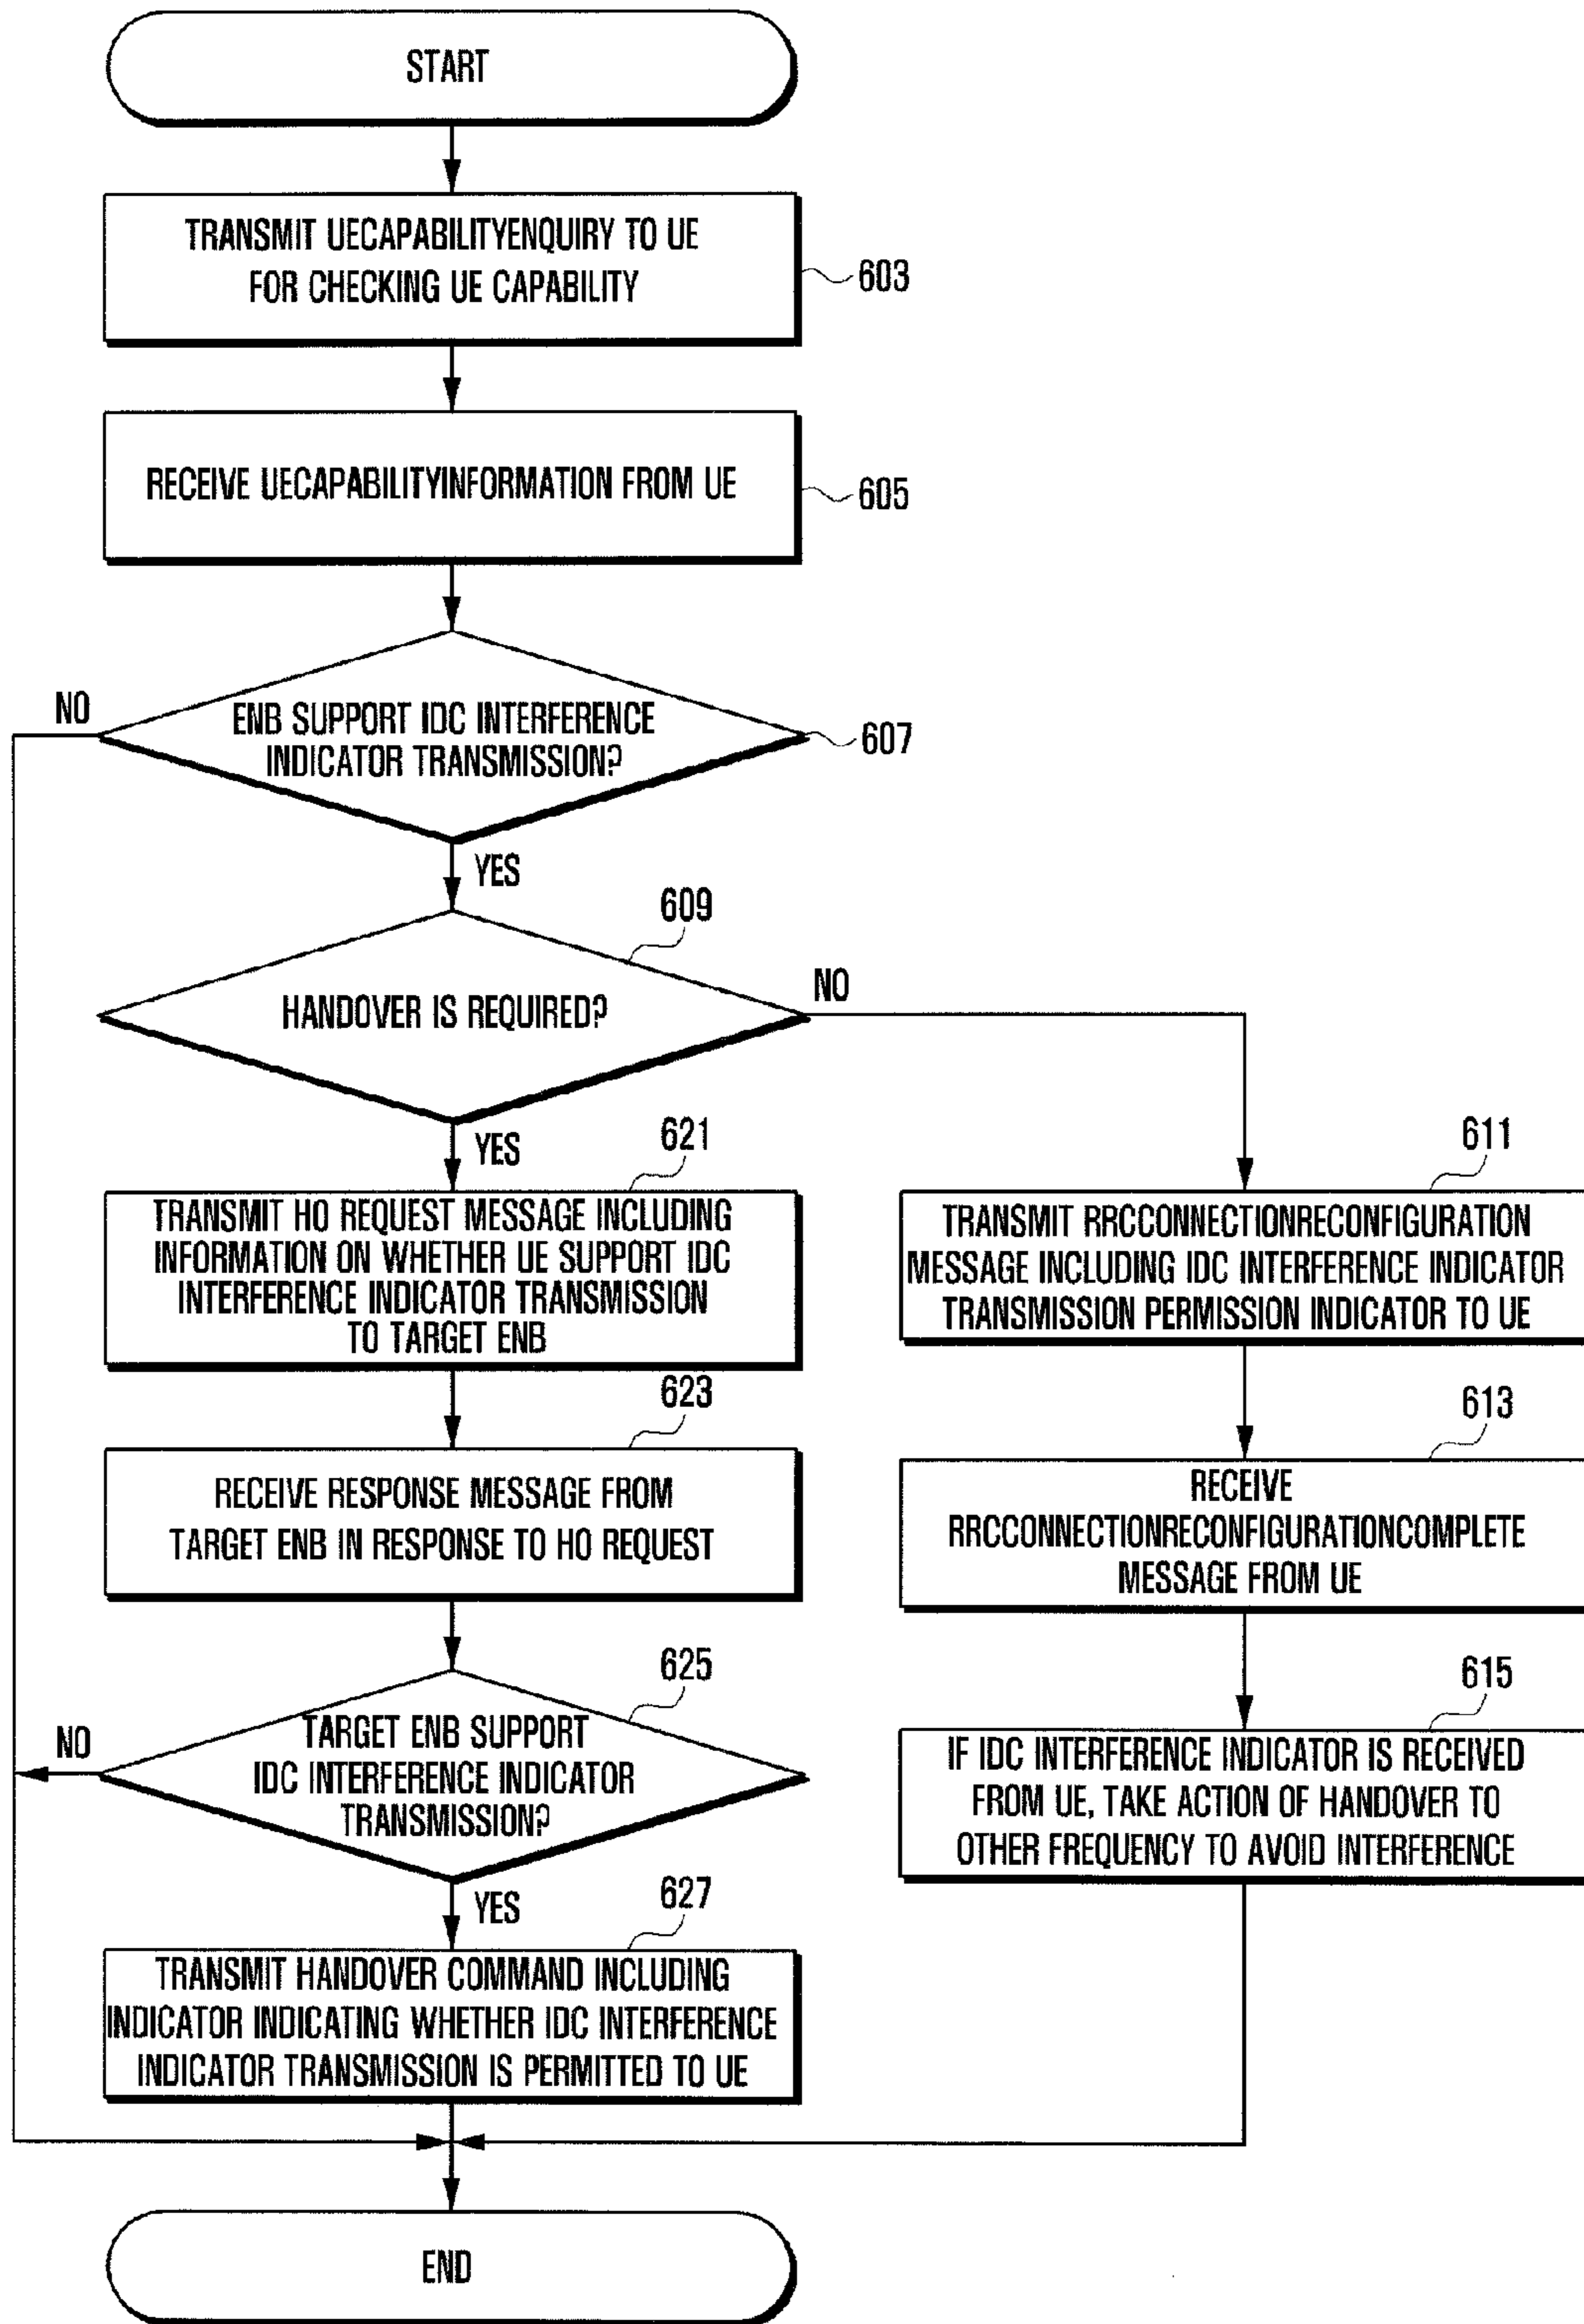 START
TRANSMIT UECAPABILITYENQUIRY TO UE
FOR CHECKING UE CAPABILITY
603
RECEIVE UECAPABILITYINFORMATION FROM UE
605
NO
ENB SUPPORT IDC INTERFERENCE
INDICATOR TRANSMISSION?
607
YES
609
HANDOVER IS REQUIRED?
NO
YES
621
TRANSMIT HO REQUEST MESSAGE INCLUDING
INFORMATION ON WHETHER UE SUPPORT IDC
INTERFERENCE INDICATOR TRANSMISSION
TO TARGET ENB
611
TRANSMIT RRCCONNECTIONRECONFIGURATION
MESSAGE INCLUDING IDC INTERFERENCE INDICATOR
TRANSMISSION PERMISSION INDICATOR TO UE
623
RECEIVE RESPONSE MESSAGE FROM
TARGET ENB IN RESPONSE TO HO REQUEST
613
RECEIVE
RRCCONNECTIONRECONFIGURATIONCOMPLETE
MESSAGE FROM UE
625
NO
TARGET ENB SUPPORT
IDC INTERFERENCE INDICATOR
TRANSMISSION?
615
IF IDC INTERFERENCE INDICATOR IS RECEIVED
FROM UE, TAKE ACTION OF HANDOVER TO
OTHER FREQUENCY TO AVOID INTERFERENCE
YES
627
TRANSMIT HANDOVER COMMAND INCLUDING
INDICATOR INDICATING WHETHER IDC INTERFERENCE
INDICATOR TRANSMISSION IS PERMITTED TO UE
END